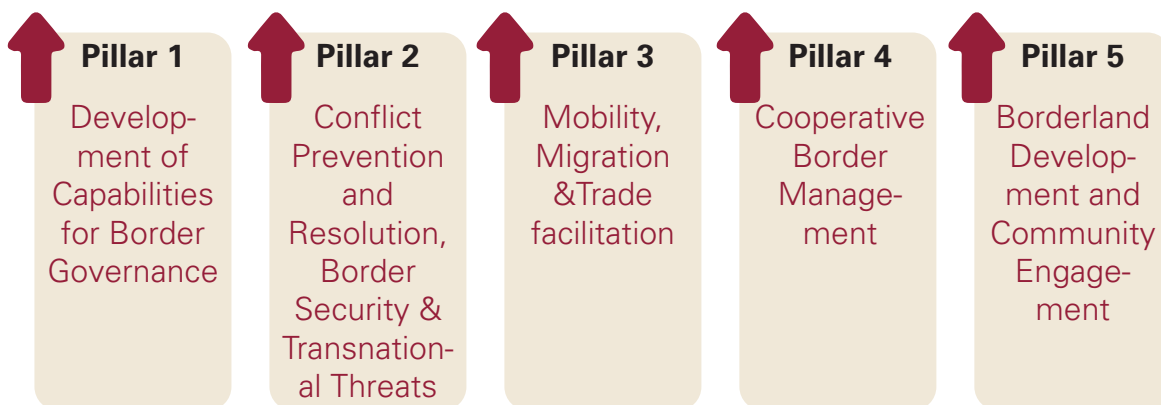 Pillar 1
Develop-
ment of
Capabilities
for Border
Governance
Pillar 2
Conflict
Prevention
and
Resolution,
Border
Security &
Transnation-
al Threats
Pillar 3
Mobility,
Migration
&Trade
facilitation
Pillar 4
Cooperative
Border
Manage-
ment
Pillar 5
Borderland
Develop-
ment and
Community
Engage-
ment